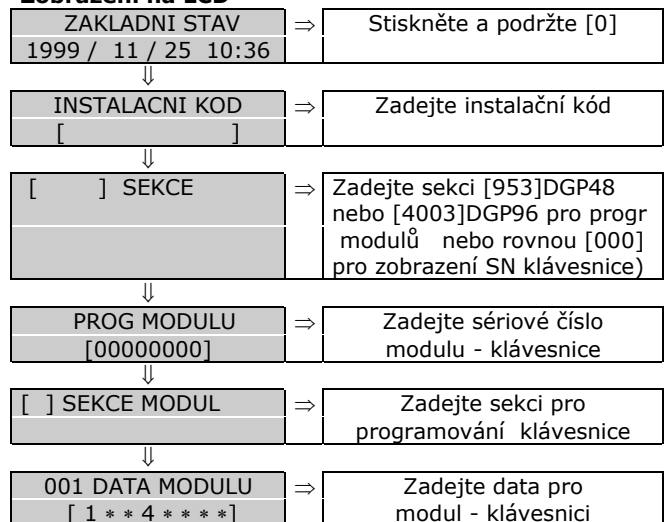 Zobrazení na LCD
ZAKLADNI STAV ⇒ Stiskněte a podržte [0]
1999 / 11 / 25 10:36
⇓
INSTALACNI KOD ⇒ Zadejte instalační kód
[ ]
⇓
[ ] SEKCE ⇒ Zadejte sekci [953]DGP48
nebo [4003]DGP96 pro progr
modulů nebo rovnou [000]
pro zobrazení SN klávesnice)
⇓
PROG MODULU ⇒ Zadejte sériové číslo
[00000000] modulu - klávesnice
⇓
[ ] SEKCE MODUL ⇒ Zadejte sekci pro
programování klávesnice
⇓
001 DATA MODULU ⇒ Zadejte data pro
[ 1 * * 4 * * * *] modul - klávesnici